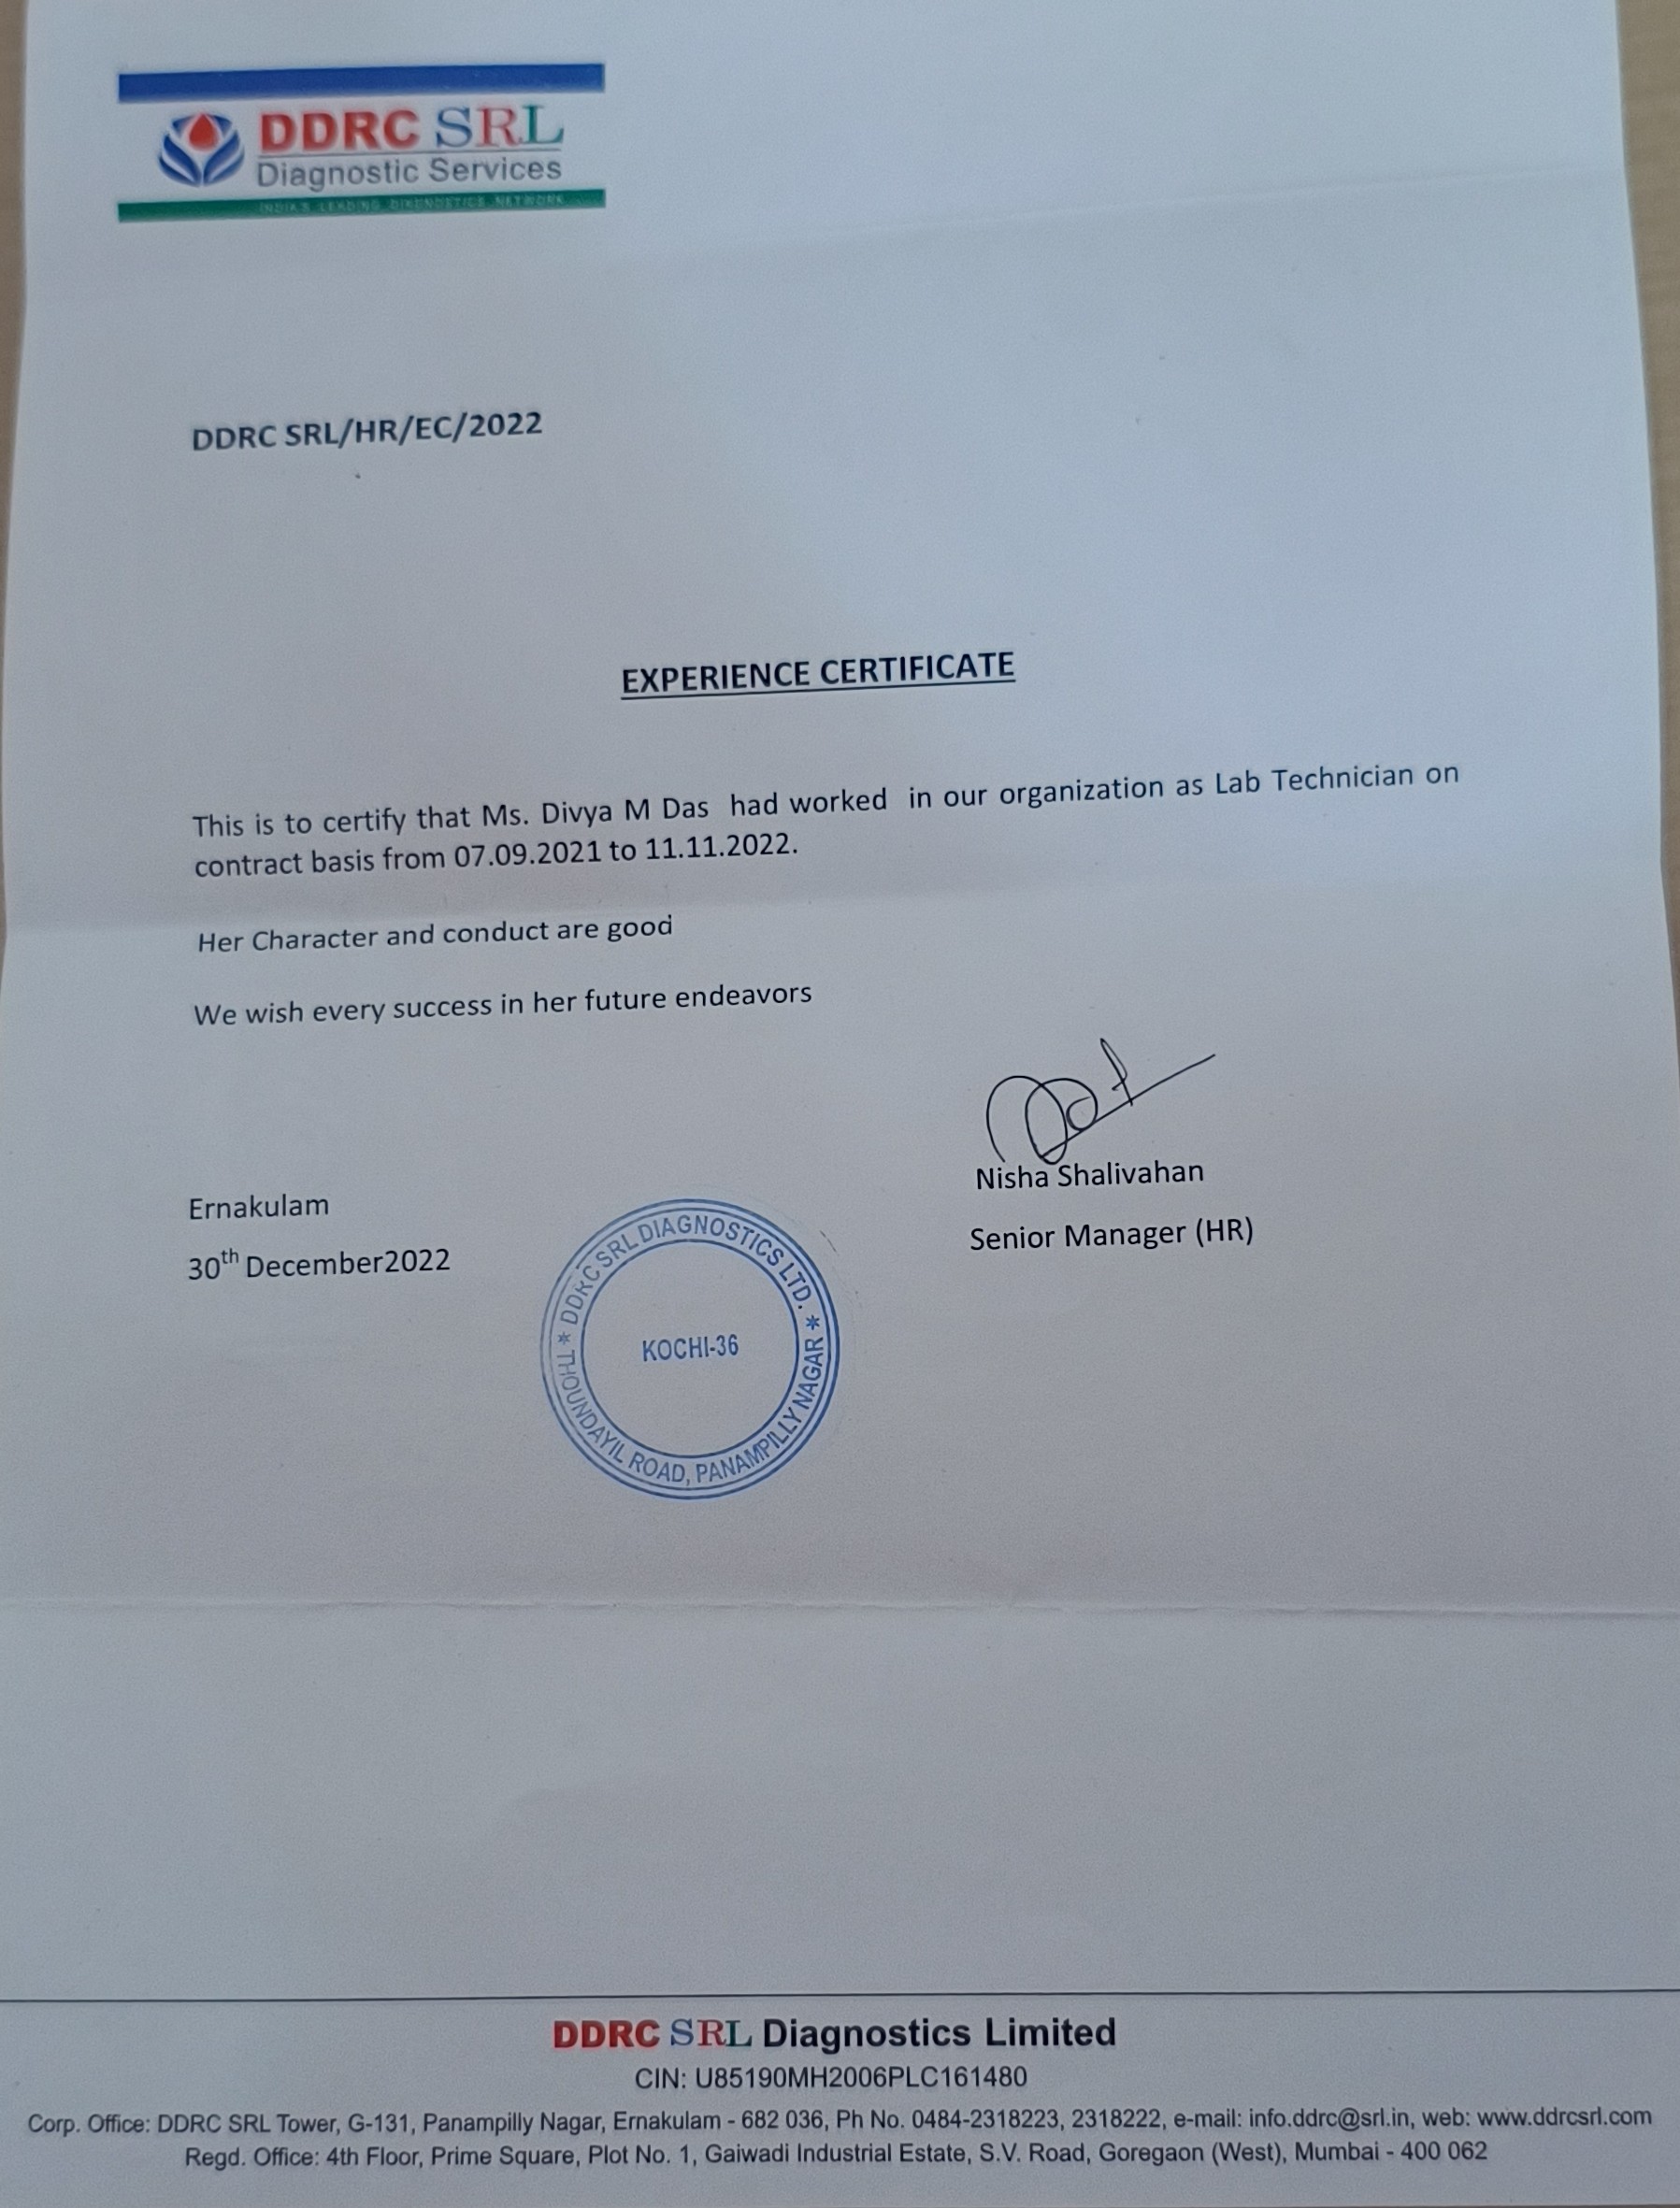 DDRC SRL
Diagnostic Services
INDIA'S LEADING DIAGNOSTICS NETWORK
DDRC SRL/HR/EC/2022
EXPERIENCE CERTIFICATE
This is to certify that Ms. Divya M Das had worked in our organization as Lab Technician on
contract basis from 07.09.2021 to 11.11.2022.
Her Character and conduct are good
We wish every success in her future endeavors
Nisha Shalivahan
Senior Manager (HR)
Ernakulam
30th December2022
* DDRC SRL DIAGNOSTICS LTD. *
THOUNDAYIL ROAD, PANAMPILLY NAGAR
KOCHI-36
DDRC SRL Diagnostics Limited
CIN: U85190MH2006PLC161480
Corp. Office: DDRC SRL Tower, G-131, Panampilly Nagar, Ernakulam - 682 036, Ph No. 0484-2318223, 2318222, e-mail: info.ddrc@srl.in, web: www.ddrcsrl.com
Regd. Office: 4th Floor, Prime Square, Plot No. 1, Gaiwadi Industrial Estate, S.V. Road, Goregaon (West), Mumbai - 400 062